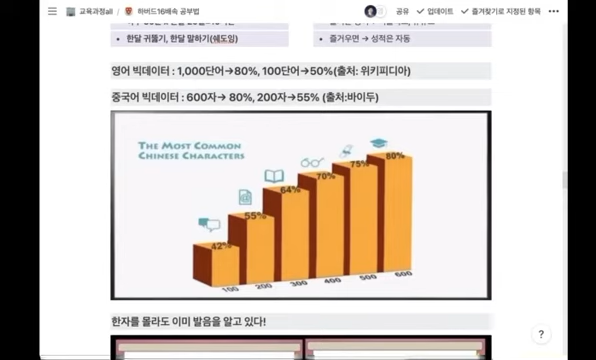 교육과정all / 하버드16배속 공부법
공유 업데이트 즐겨찾기로 지정된 항목
한달 귀뚫기, 한달 말하기(쉐도잉)
즐거우면 → 성적은 자동
영어 빅데이터 : 1,000단어→80%, 100단어→50%(출처: 위키피디아)
중국어 빅데이터 : 600자→ 80%, 200자→55% (출처:바이두)
The Most Common
Chinese Characters
42% 55% 64% 70% 75% 80%
100 200 300 400 500 600
한자를 몰라도 이미 발음을 알고 있다!
?